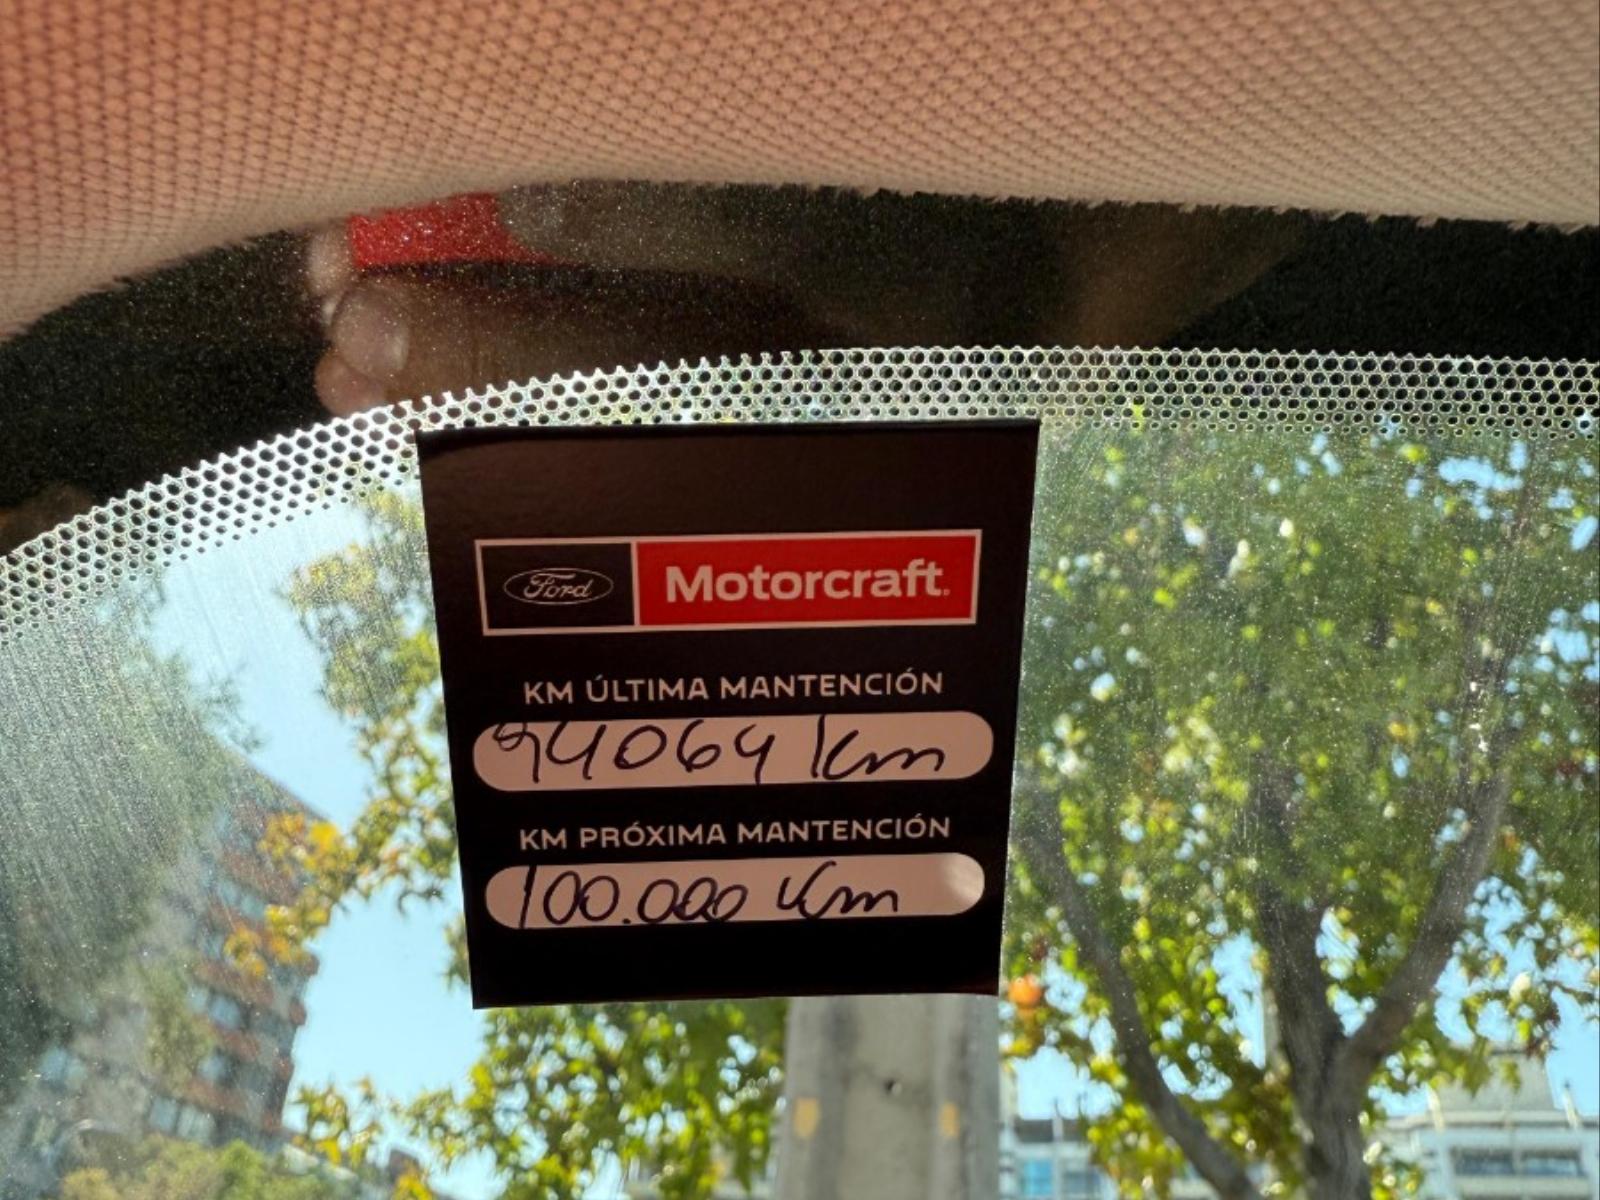 Ford Motorcraft.
KM ÚLTIMA MANTENCIÓN
94064 km
KM PRÓXIMA MANTENCIÓN
100.000 Km